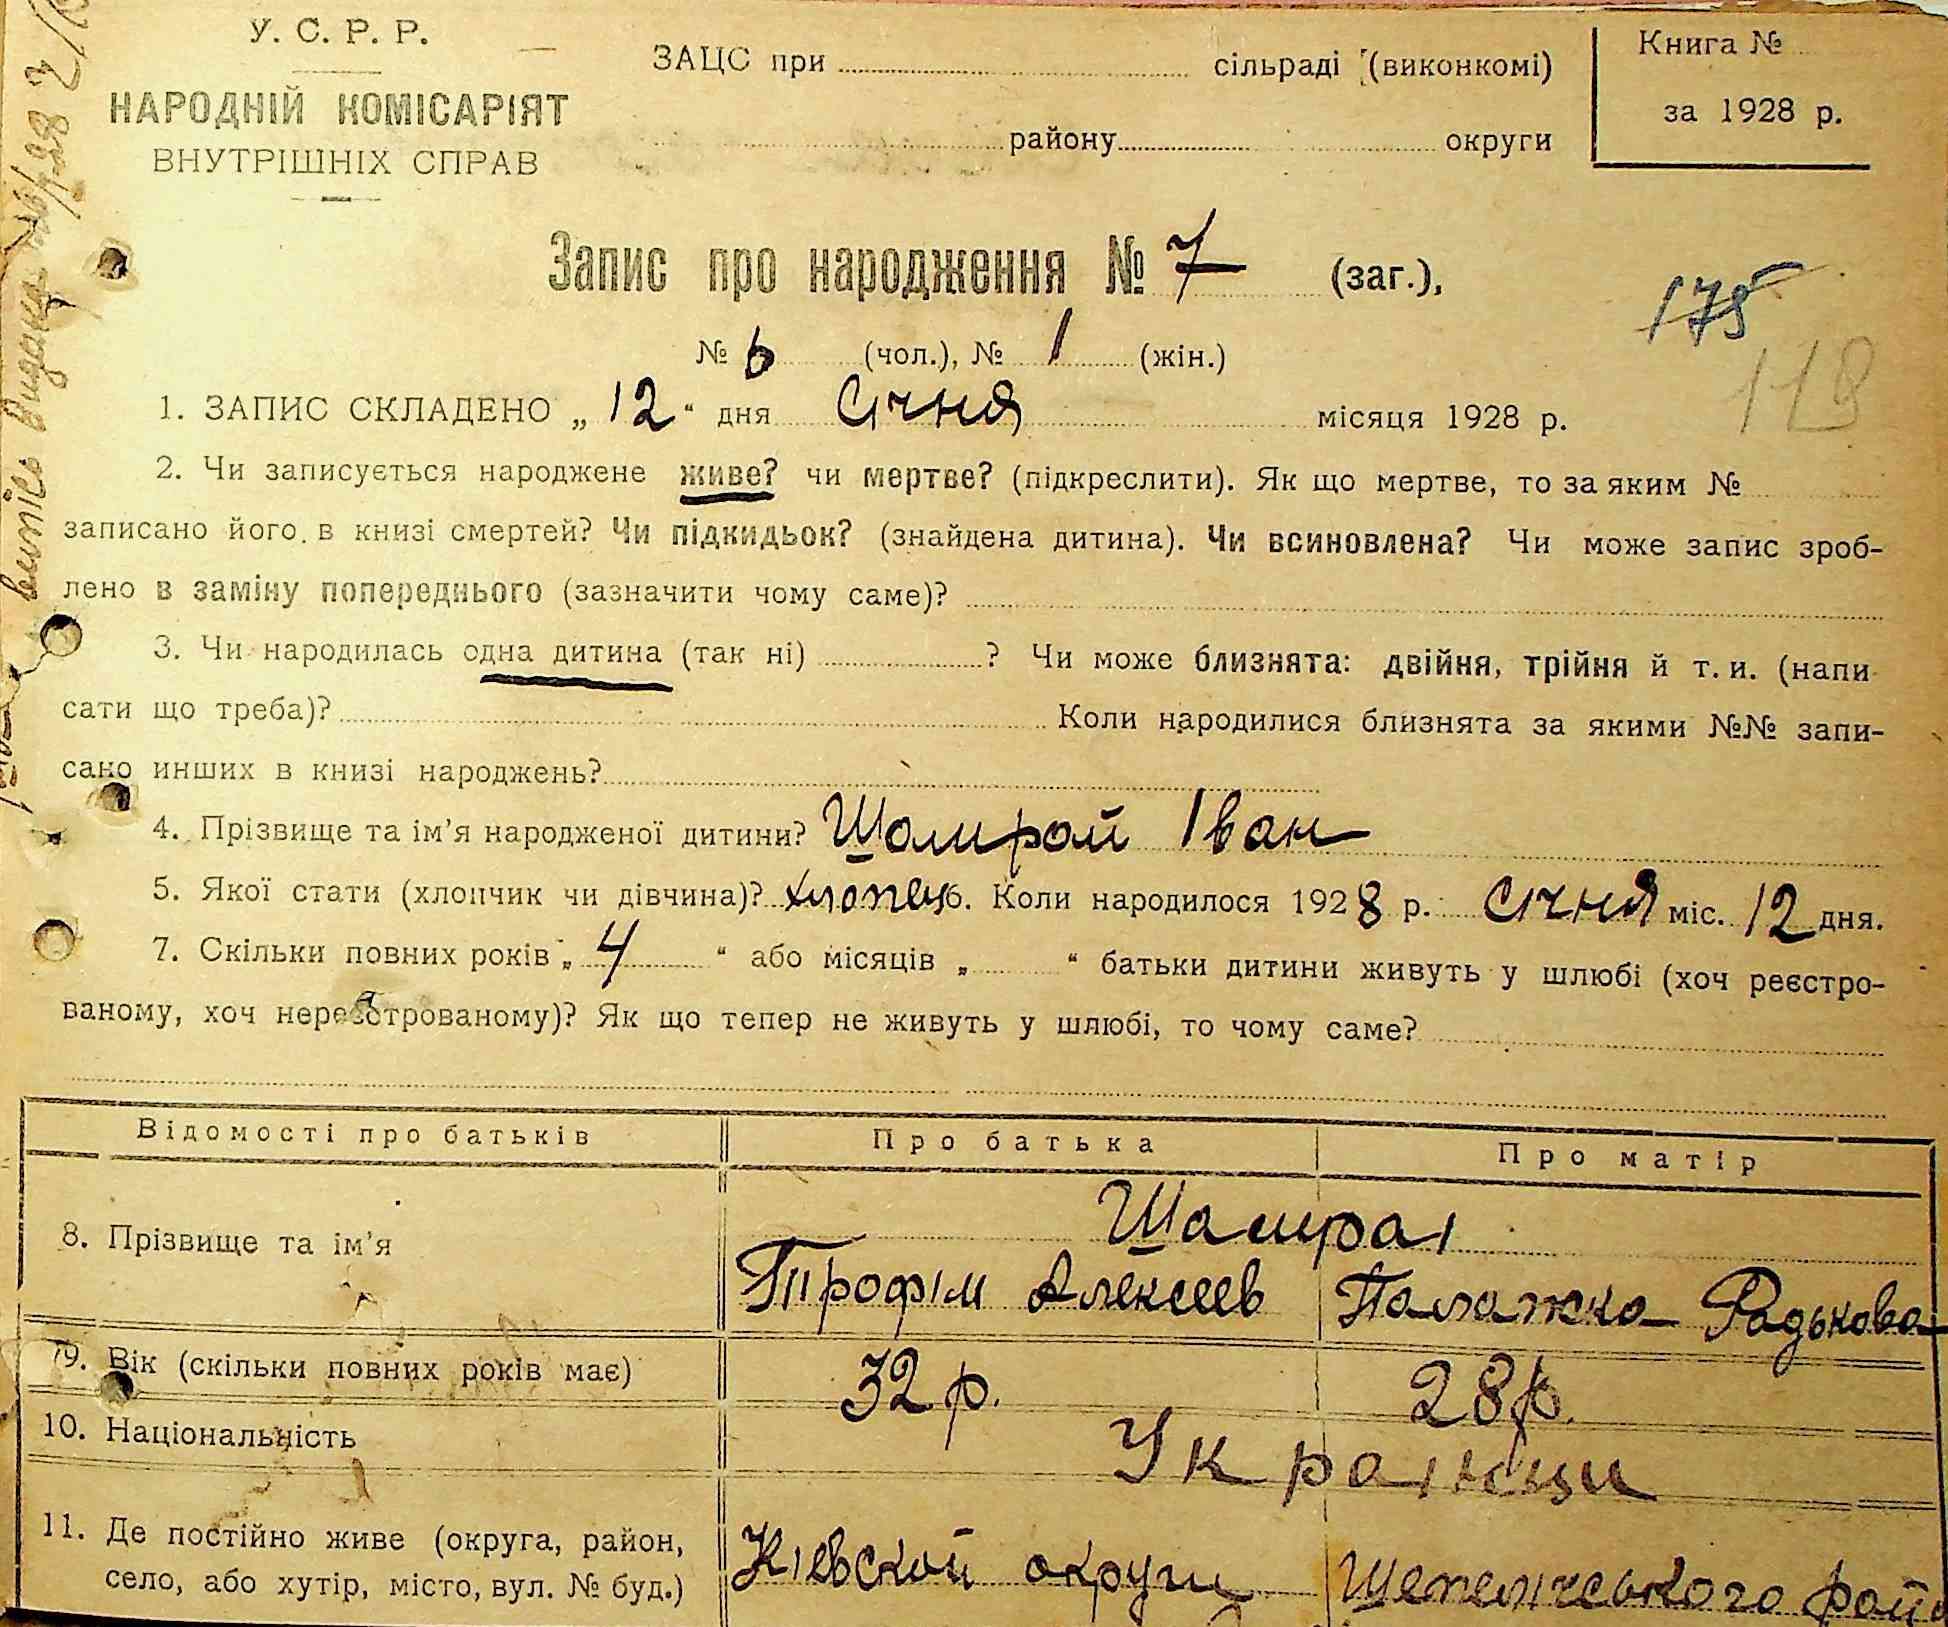 У. С. Р. Р.
НАРОДНІЙ КОМІСАРІЯТ
ВНУТРІШНІХ СПРАВ
ЗАЦС при сільраді (виконкомі)
району округи
Книга №
за 1928 р.
Запис про народження № 7 (заг.),
175
№ 6 (чол.), № 1 (жін.)
118
1. ЗАПИС СКЛАДЕНО „ 12 " дня Січня місяця 1928 р.
2. Чи записується народжене живе? чи мертве? (підкреслити). Як що мертве, то за яким №
записано його в книзі смертей? Чи підкидьок? (знайдена дитина). Чи всиновлена? Чи може запис зроб-
лено в заміну попереднього (зазначити чому саме)?
3. Чи народилась одна дитина (так ні) ? Чи може близнята: двійня, трійня й т. и. (напи
сати що треба)? Коли народилися близнята за якими №№ запи-
сано инших в книзі народжень?
4. Прізвище та ім'я народженої дитини? Шамрай Іван
5. Якої стати (хлопчик чи дівчина)? хлопець 6. Коли народилося 1928 р. Січня міс. 12 дня.
7. Скільки повних років „ 4 " або місяців „ " батьки дитини живуть у шлюбі (хоч реєстро-
ваному, хоч нереєстрованому)? Як що тепер не живуть у шлюбі, то чому саме?
Відомості про батьків Про батька Про матір
Шамраі
8. Прізвище та ім'я
Трофім Алексеев Палажка Радькова
9. Вік (скільки повних років має) 32 р. 28 р.
10. Національність Украінци
11. Де постійно живе (округа, район, Кіевской округи Шепелічського рай
село, або хутір, місто, вул. № буд.)
випіс видана